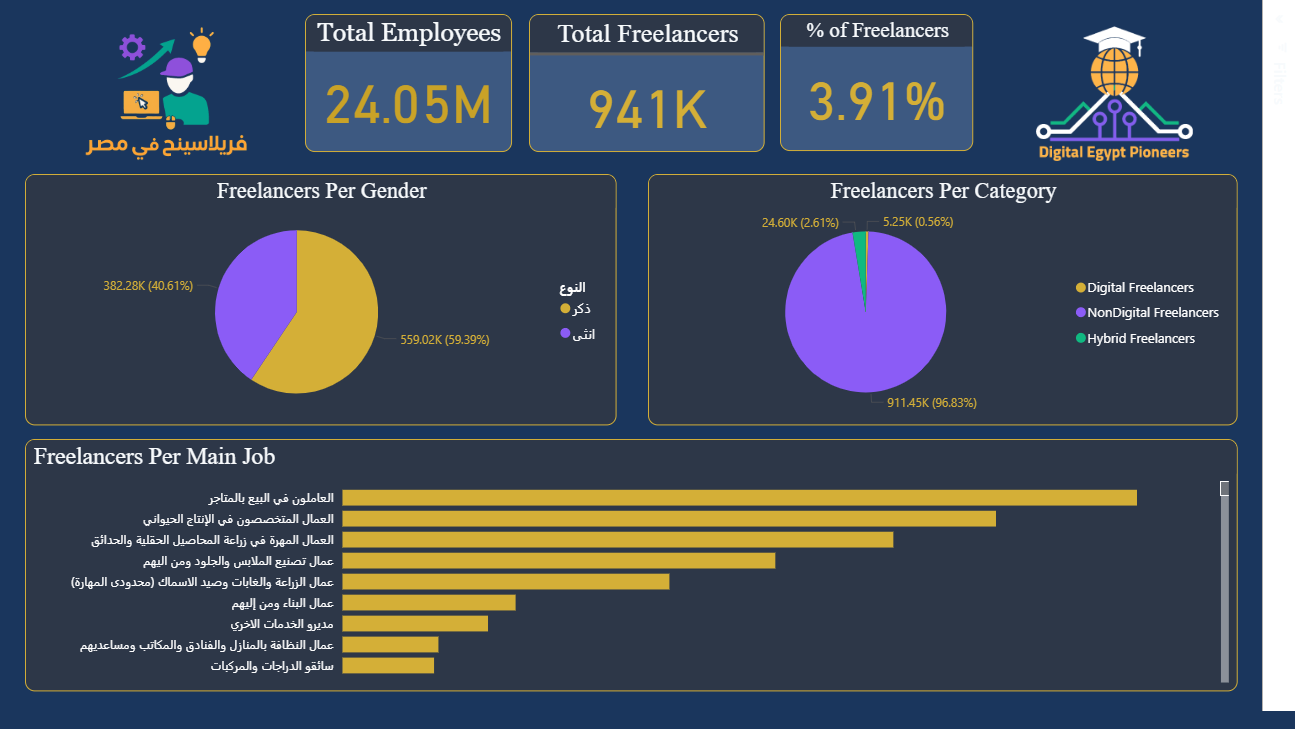 Total Employees
24.05M
Total Freelancers
941K
% of Freelancers
3.91%
فريلاسينج في مصر
Digital Egypt Pioneers
Freelancers Per Gender
382.28K (40.61%)
559.02K (59.39%)
النوع
ذكر
انثى
Freelancers Per Category
24.60K (2.61%)
5.25K (0.56%)
911.45K (96.83%)
Digital Freelancers
NonDigital Freelancers
Hybrid Freelancers
Freelancers Per Main Job
العاملون في البيع بالمتاجر
العمال المتخصصون في الإنتاج الحيواني
العمال المهرة في زراعة المحاصيل الحقلية والحدائق
عمال تصنيع الملابس والجلود ومن اليهم
عمال الزراعة والغابات وصيد الاسماك (محدودى المهارة)
عمال البناء ومن إليهم
مديرو الخدمات الاخري
عمال النظافة بالمنازل والفنادق والمكاتب ومساعديهم
سائقو الدراجات والمركبات
Filters